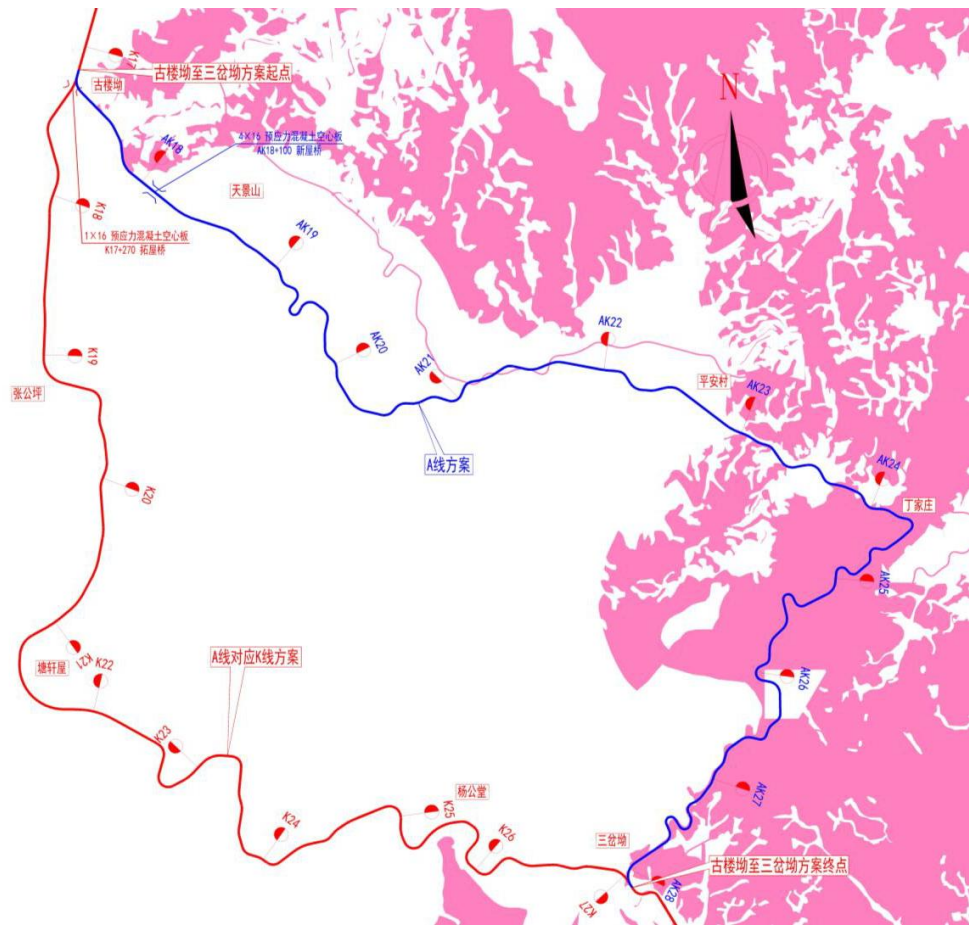 K17
古楼坳至三岔坳方案起点
古楼坳
N
4×16 预应力混凝土空心板
AK18+100 新屋桥
AK18
天景山
K18
1×16 预应力混凝土空心板
K17+270 拓屋桥
AK19
AK22
K19
AK20
AK21
平安村
AK23
张公坪
A线方案
AK24
K20
丁家庄
AK25
K21
A线对应K线方案
塘轩屋
K22
AK26
K23
杨公堂
AK27
K25
K24
K26
三岔坳
古楼坳至三岔坳方案终点
AK28
K27